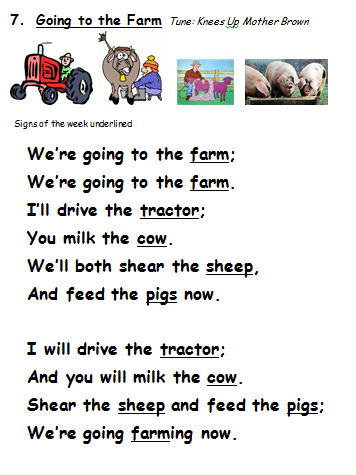 7. Going to the Farm Tune: Knees Up Mother Brown
Signs of the week underlined
We're going to the farm;
We're going to the farm.
I'll drive the tractor;
You milk the cow.
We'll both shear the sheep,
And feed the pigs now.
I will drive the tractor;
And you will milk the cow.
Shear the sheep and feed the pigs;
We're going farming now.